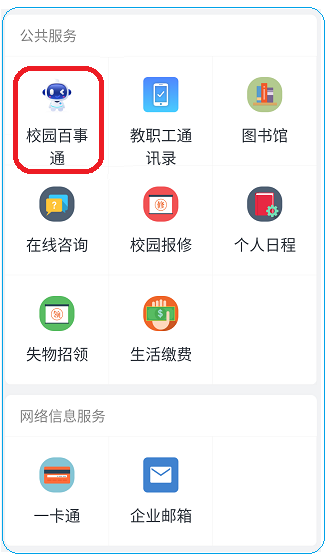 公共服务
校园百事
通
教职工通
讯录
图书馆
在线咨询
校园报修
个人日程
失物招领
生活缴费
网络信息服务
一卡通
企业邮箱